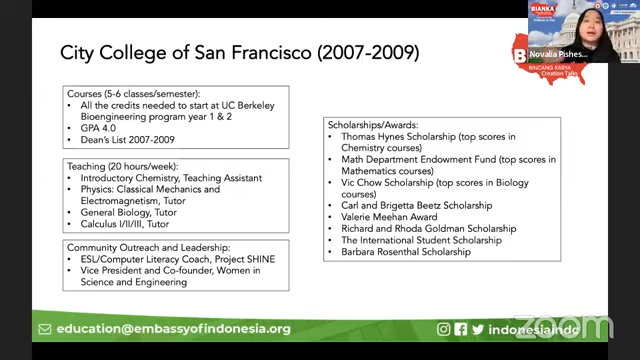 City College of San Francisco (2007-2009)
Courses (5-6 classes/semester):
• All the credits needed to start at UC Berkeley
Bioengineering program year 1 & 2
• GPA 4.0
• Dean's List 2007-2009
Teaching (20 hours/week):
• Introductory Chemistry, Teaching Assistant
• Physics: Classical Mechanics and
Electromagnetism, Tutor
• General Biology, Tutor
• Calculus I/II/III, Tutor
Community Outreach and Leadership:
• ESL/Computer Literacy Coach, Project SHINE
• Vice President and Co-founder, Women in
Science and Engineering
Scholarships/Awards:
• Thomas Hynes Scholarship (top scores in
Chemistry courses)
• Math Department Endowment Fund (top scores in
Mathematics courses)
• Vic Chow Scholarship (top scores in Biology
courses)
• Carl and Brigetta Beetz Scholarship
• Valerie Meehan Award
• Richard and Rhoda Goldman Scholarship
• The International Student Scholarship
• Barbara Rosenthal Scholarship
BIANKA
Novalia Pishes...
B
BINCANG KARYA
Creation Talks
education@embassyofindonesia.org
indonesiaindc
zoom